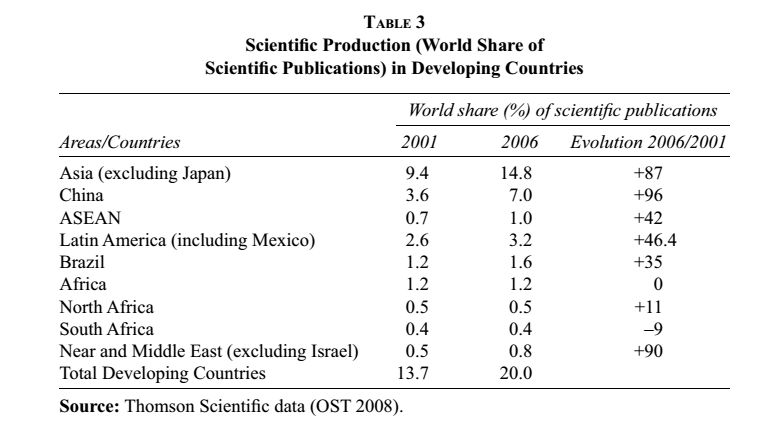 TABLE 3
Scientific Production (World Share of
Scientific Publications) in Developing Countries
World share (%) of scientific publications
Areas/Countries 2001 2006 Evolution 2006/2001
Asia (excluding Japan) 9.4 14.8 +87
China 3.6 7.0 +96
ASEAN 0.7 1.0 +42
Latin America (including Mexico) 2.6 3.2 +46.4
Brazil 1.2 1.6 +35
Africa 1.2 1.2 0
North Africa 0.5 0.5 +11
South Africa 0.4 0.4 –9
Near and Middle East (excluding Israel) 0.5 0.8 +90
Total Developing Countries 13.7 20.0
Source: Thomson Scientific data (OST 2008).